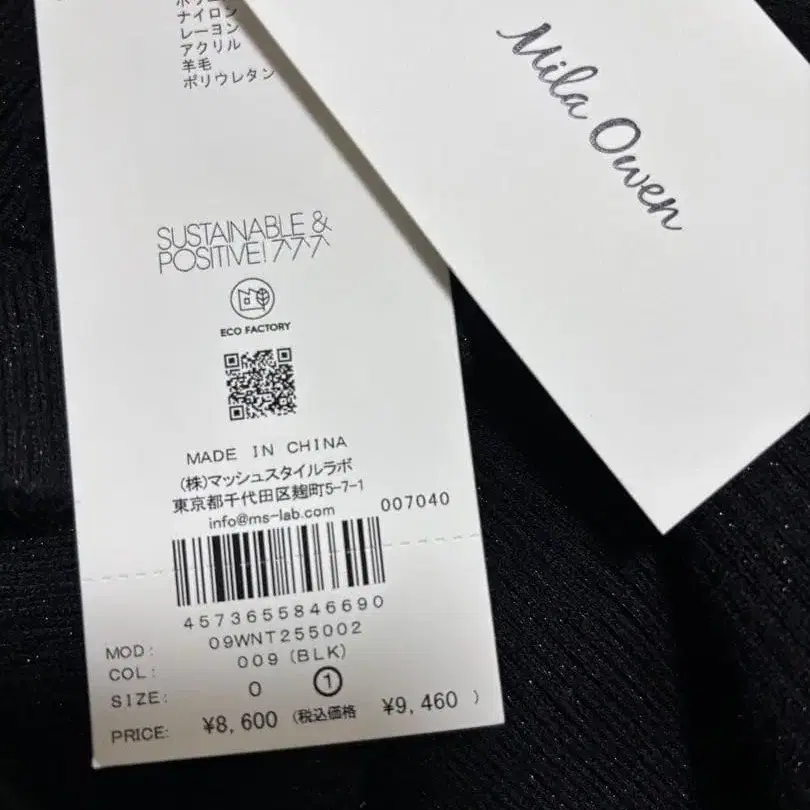 ナイロン
レーヨン
アクリル
羊毛
ポリウレタン
Mila Owen
SUSTAINABLE &
POSITIVE!
ECO FACTORY
MADE IN CHINA
(株)マッシュスタイルラボ
東京都千代田区麹町5-7-1
info@ms-lab.com 007040
4573655846690
MOD: 09WNT255002
COL: 009 (BLK)
SIZE: 0 ①
PRICE: ¥8,600 (税込価格 ¥9,460 )